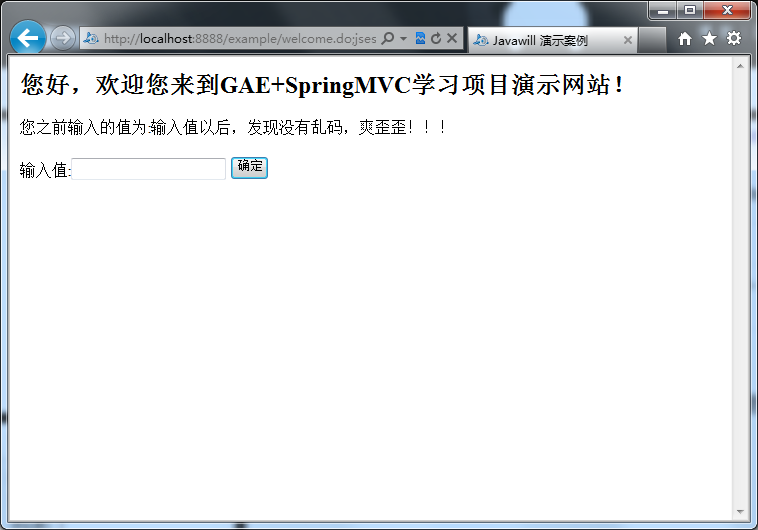 http://localhost:8888/example/welcome.do;jses
Javawill 演示案例
您好，欢迎您来到GAE+SpringMVC学习项目演示网站！
您之前输入的值为:输入值以后，发现没有乱码，爽歪歪！！！
输入值: 确定